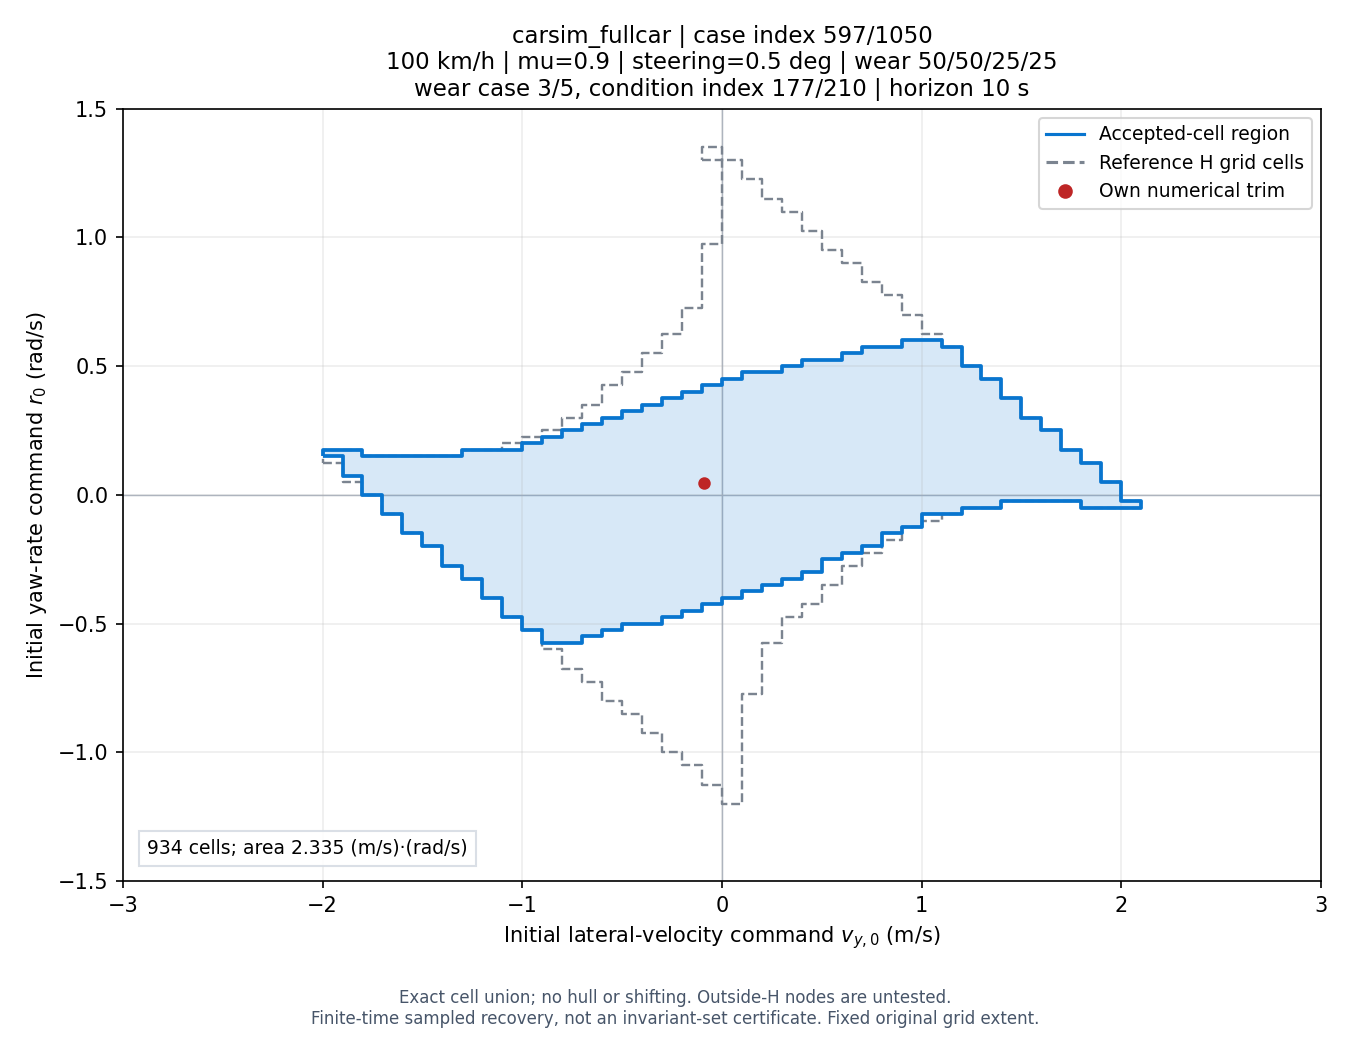 carsim_fullcar | case index 597/1050
100 km/h | mu=0.9 | steering=0.5 deg | wear 50/50/25/25
wear case 3/5, condition index 177/210 | horizon 10 s
Accepted-cell region
Reference H grid cells
Own numerical trim
1.5
1.0
0.5
0.0
−0.5
−1.0
−1.5
Initial yaw-rate command r₀ (rad/s)
934 cells; area 2.335 (m/s)·(rad/s)
−3
−2
−1
0
1
2
3
Initial lateral-velocity command v_{y,0} (m/s)
Exact cell union; no hull or shifting. Outside-H nodes are untested.
Finite-time sampled recovery, not an invariant-set certificate. Fixed original grid extent.